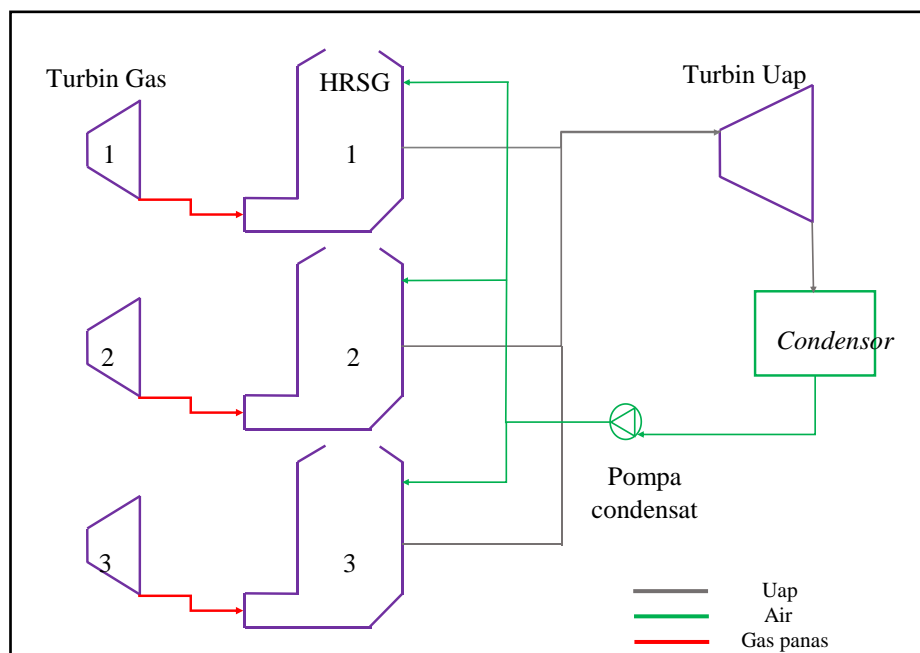 Turbin Gas
HRSG
Turbin Uap
1
1
2
2
Condensor
3
3
Pompa
condensat
Uap
Air
Gas panas